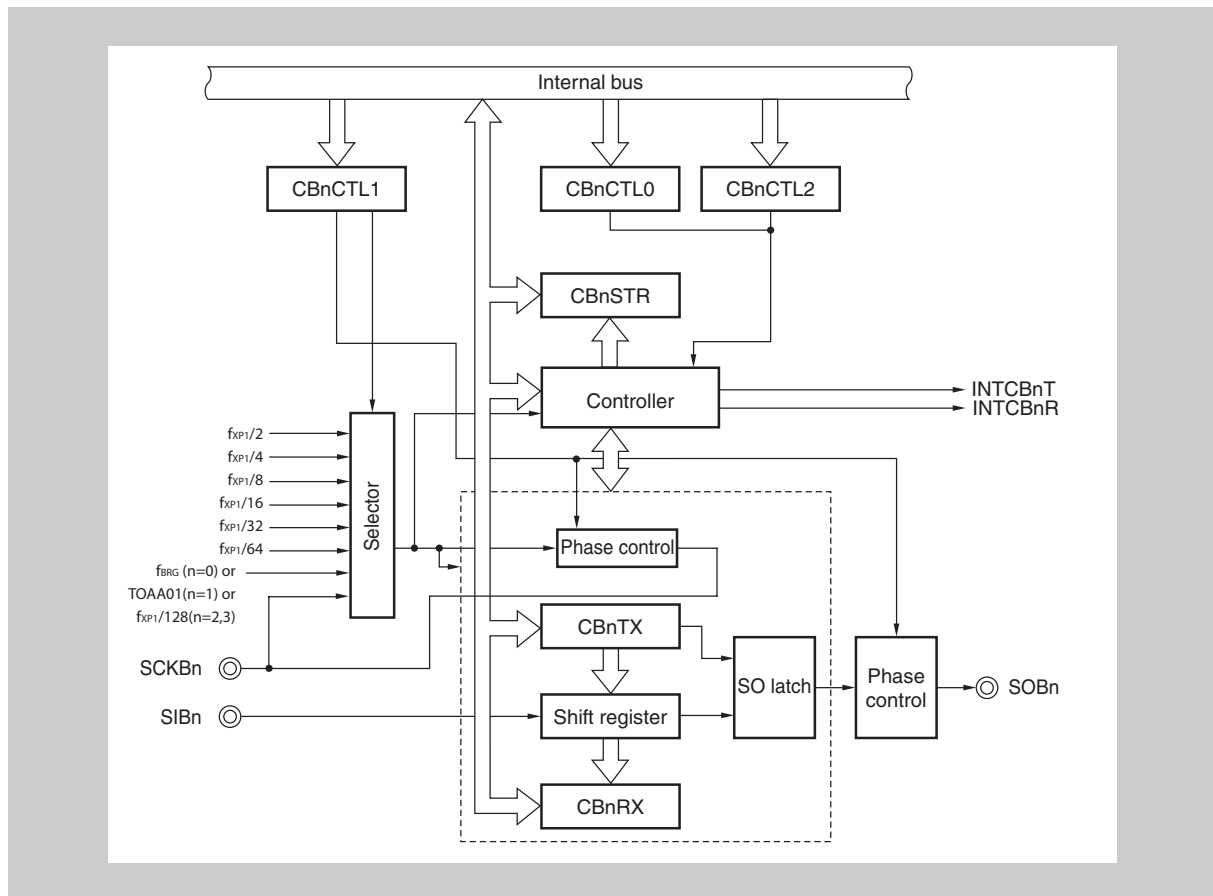 Internal bus
CBnCTL1
CBnCTL0
CBnCTL2
CBnSTR
Controller
INTCBnT
INTCBnR
fXP1/2
fXP1/4
fXP1/8
fXP1/16
fXP1/32
fXP1/64
fBRG (n=0) or
TOAA01(n=1) or
fXP1/128(n=2,3)
Selector
Phase control
SCKBn
SIBn
CBnTX
Shift register
CBnRX
SO latch
Phase
control
SOBn